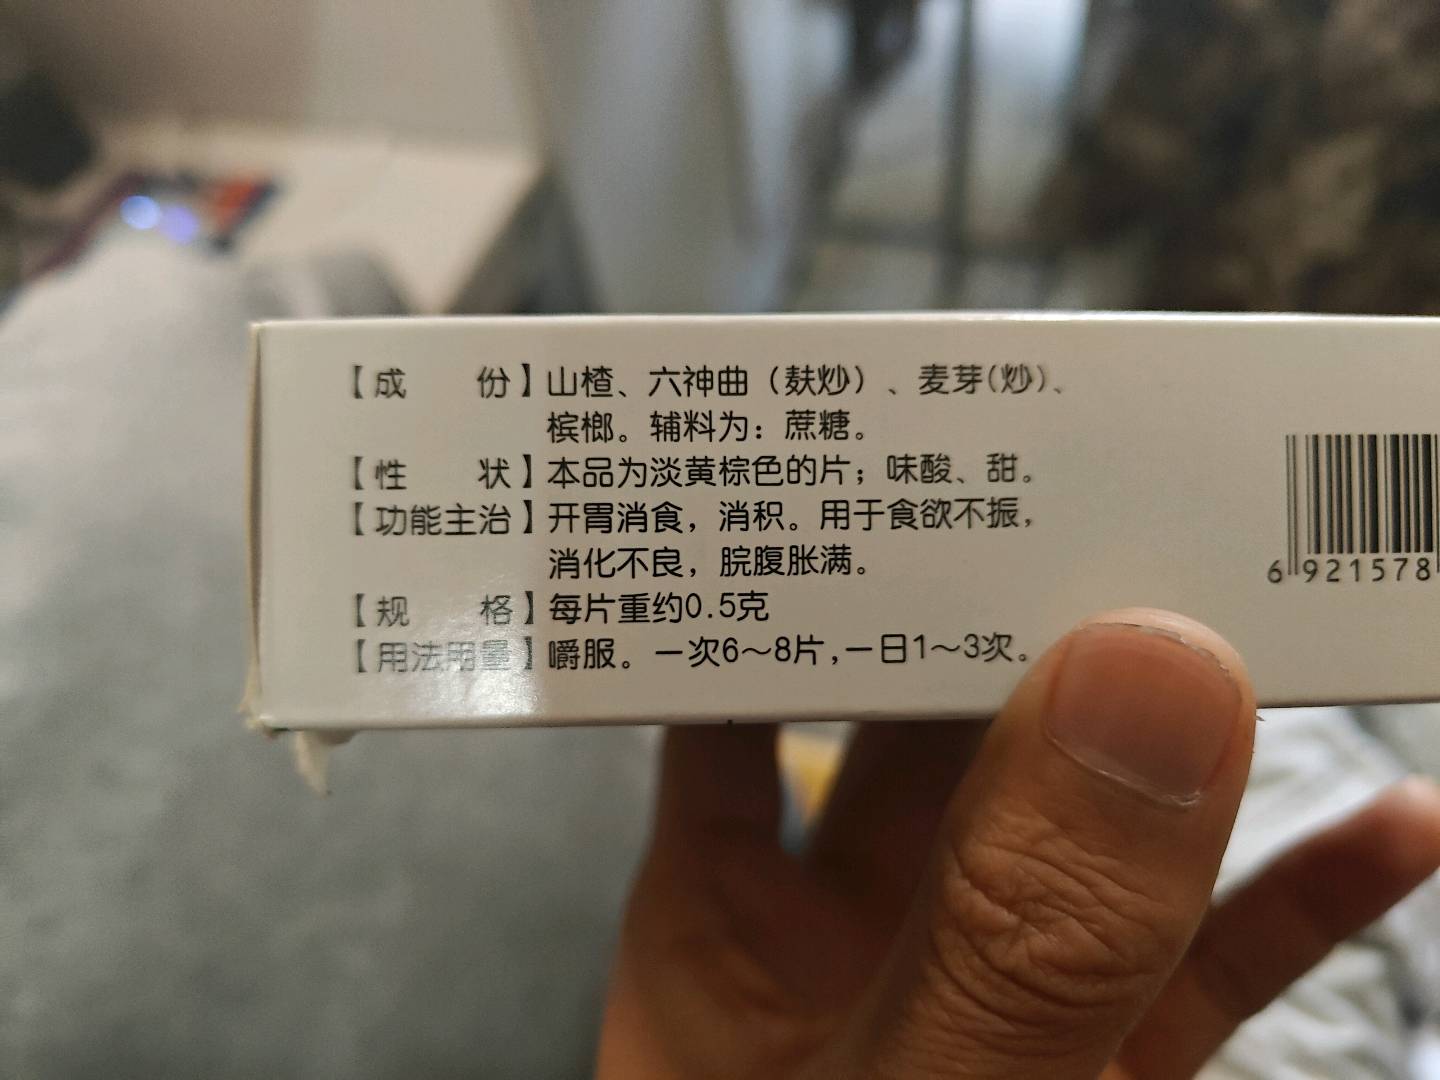 【成份】山楂、六神曲（麸炒）、麦芽(炒)、
槟榔。辅料为：蔗糖。
【性状】本品为淡黄棕色的片；味酸、甜。
【功能主治】开胃消食，消积。用于食欲不振，
消化不良，脘腹胀满。
【规格】每片重约0.5克
【用法用量】嚼服。一次6～8片,一日1～3次。
6 921578